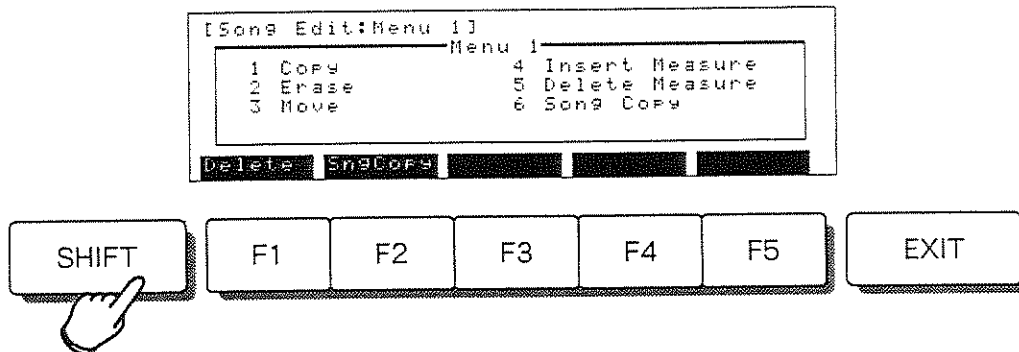 [Song Edit:Menu 1]
Menu 1
1 Copy 4 Insert Measure
2 Erase 5 Delete Measure
3 Move 6 Song Copy
Delete SngCopy
SHIFT F1 F2 F3 F4 F5 EXIT